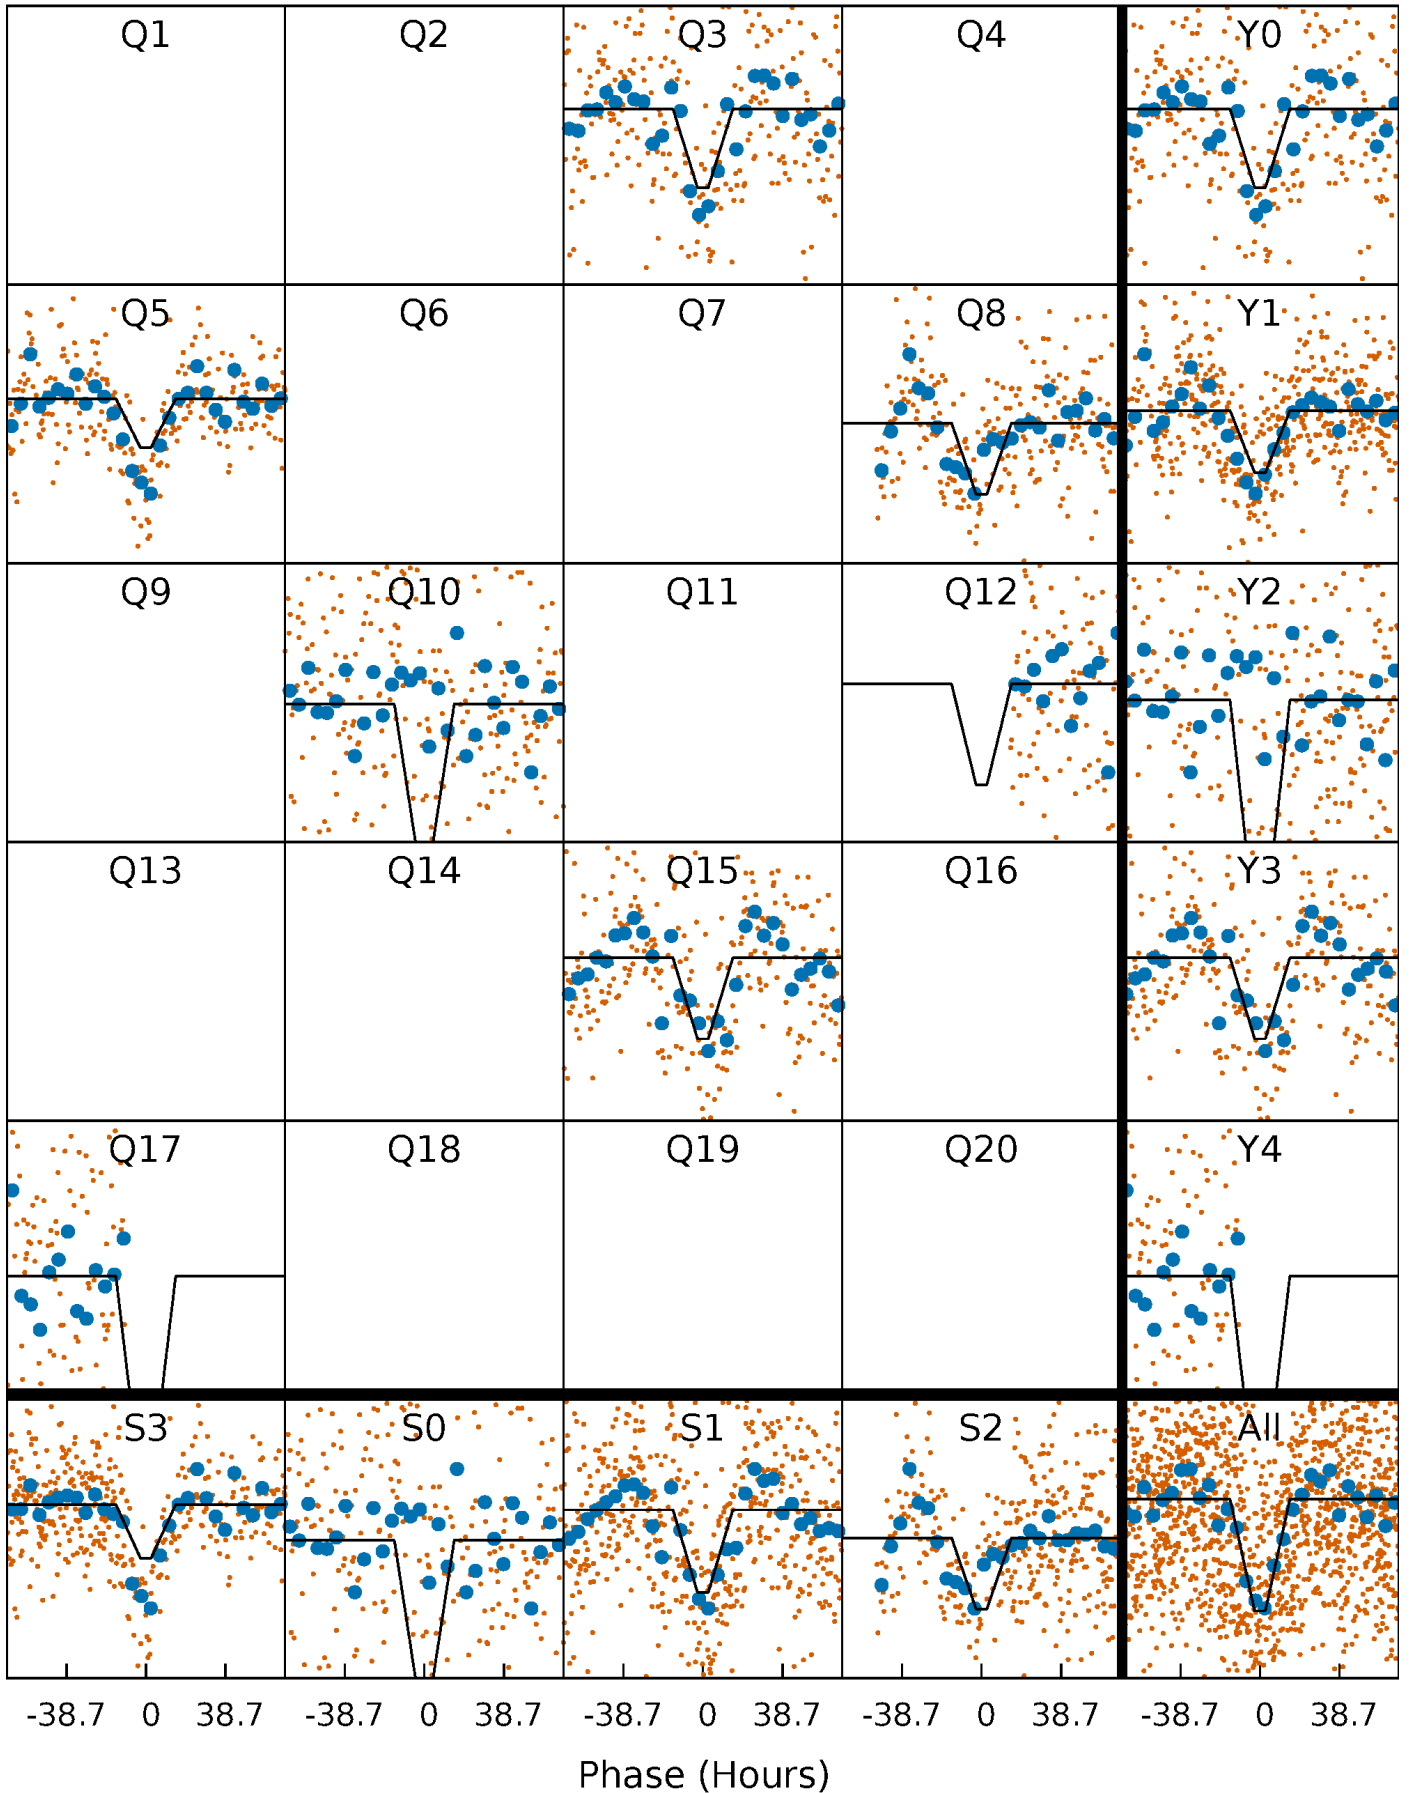 Q1 Q2 Q3 Q4 Y0
Q5 Q6 Q7 Q8 Y1
Q9 Q10 Q11 Q12 Y2
Q13 Q14 Q15 Q16 Y3
Q17 Q18 Q19 Q20 Y4
S3 S0 S1 S2 All
-38.7 0 38.7 -38.7 0 38.7 -38.7 0 38.7 -38.7 0 38.7 -38.7 0 38.7
Phase (Hours)